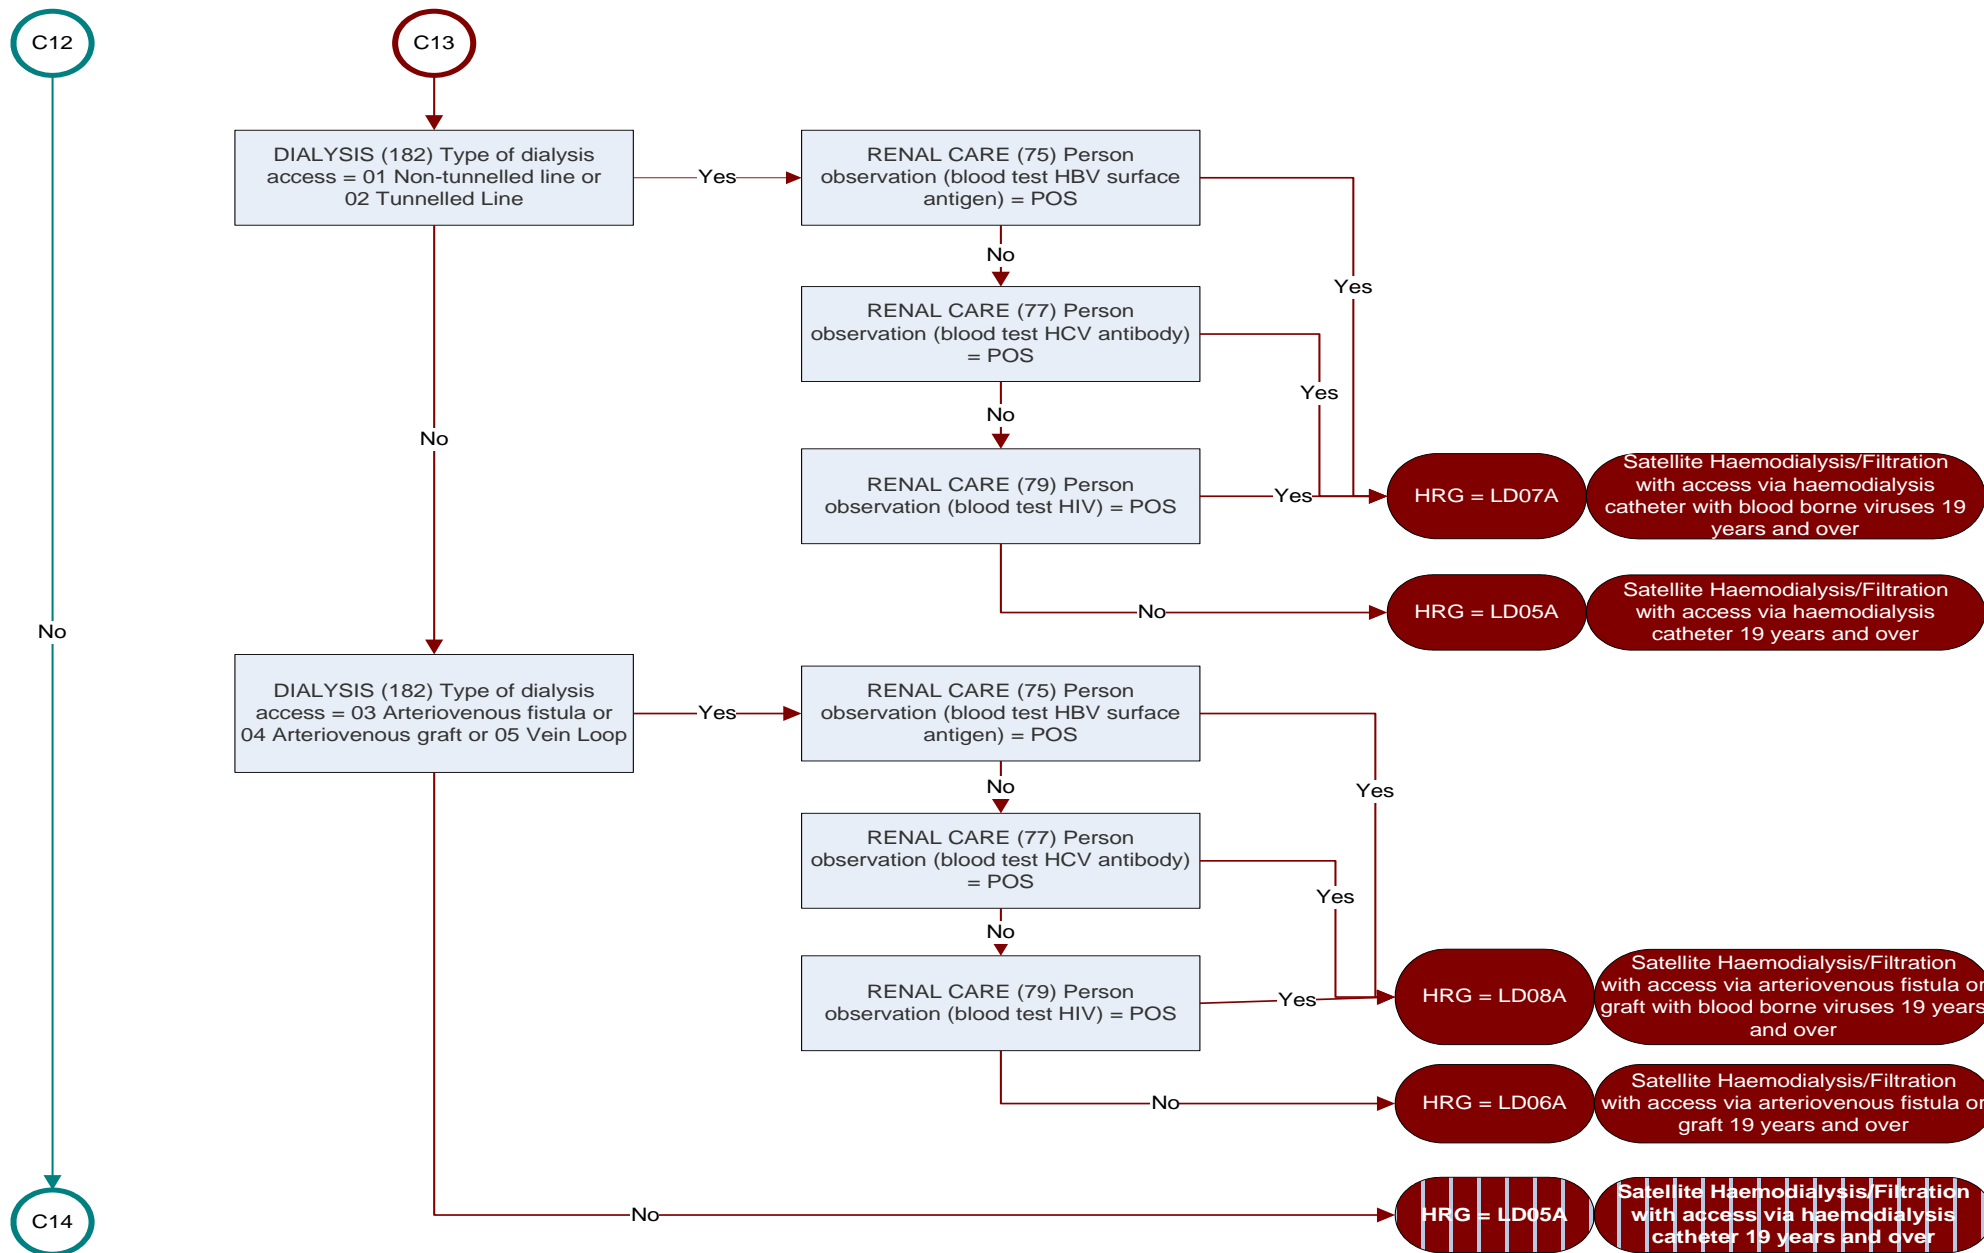 C12
C13
DIALYSIS (182) Type of dialysis
access = 01 Non-tunnelled line or
02 Tunnelled Line
Yes
RENAL CARE (75) Person
observation (blood test HBV surface
antigen) = POS
No
Yes
RENAL CARE (77) Person
observation (blood test HCV antibody)
= POS
Yes
No
No
RENAL CARE (79) Person
observation (blood test HIV) = POS
Yes
HRG = LD07A
Satellite Haemodialysis/Filtration
with access via haemodialysis
catheter with blood borne viruses 19
years and over
No
HRG = LD05A
Satellite Haemodialysis/Filtration
with access via haemodialysis
catheter 19 years and over
No
DIALYSIS (182) Type of dialysis
access = 03 Arteriovenous fistula or
04 Arteriovenous graft or 05 Vein Loop
Yes
RENAL CARE (75) Person
observation (blood test HBV surface
antigen) = POS
No
Yes
RENAL CARE (77) Person
observation (blood test HCV antibody)
= POS
Yes
No
RENAL CARE (79) Person
observation (blood test HIV) = POS
Yes
HRG = LD08A
Satellite Haemodialysis/Filtration
with access via arteriovenous fistula or
graft with blood borne viruses 19 years
and over
No
HRG = LD06A
Satellite Haemodialysis/Filtration
with access via arteriovenous fistula or
graft 19 years and over
C14
No
HRG = LD05A
Satellite Haemodialysis/Filtration
with access via haemodialysis
catheter 19 years and over